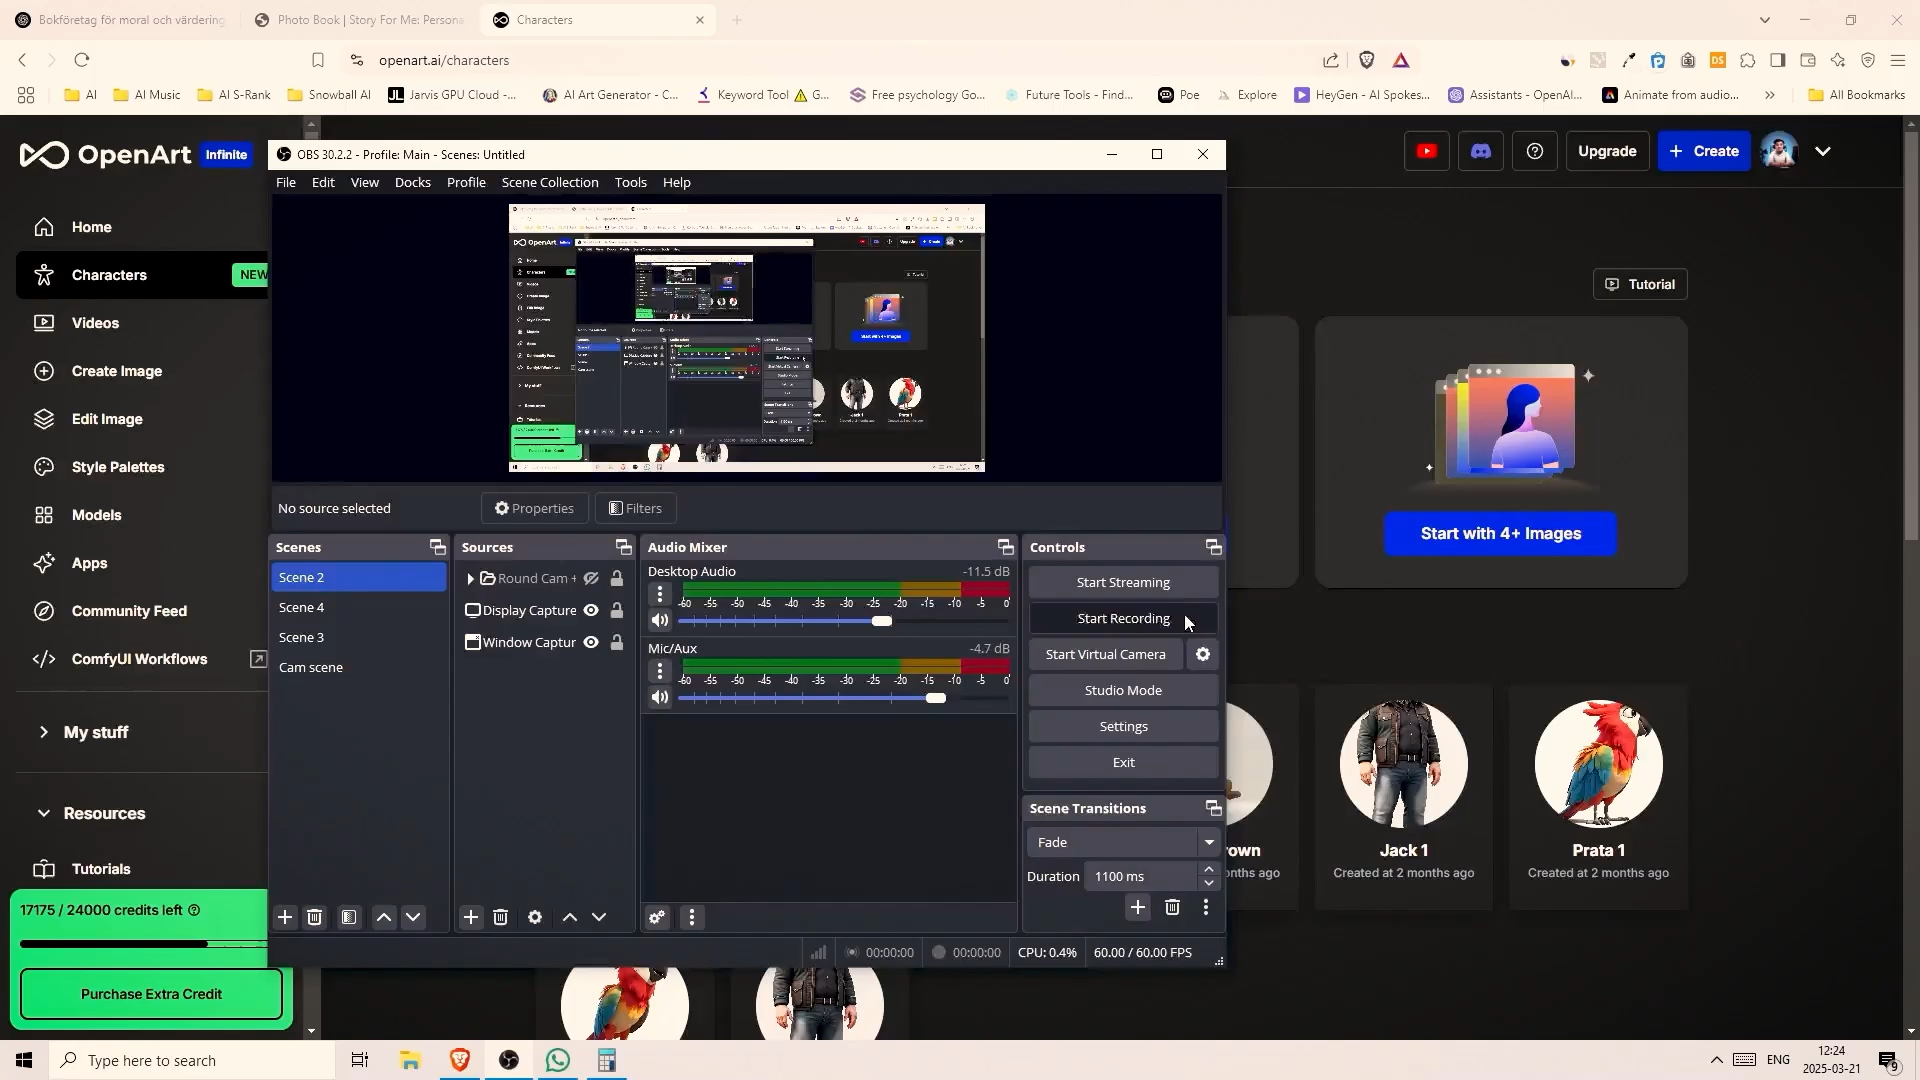 Bokföretag för moral och värdering
Photo Book | Story For Me: Persona
Characters
openart.ai/characters
AI
AI Music
AI S-Rank
Snowball AI
Jarvis GPU Cloud -...
AI Art Generator - C...
Keyword Tool ⚠ G...
Free psychology Go...
Future Tools - Find...
Poe
Explore
HeyGen - AI Spokes...
Assistants - OpenAI...
Animate from audio...
All Bookmarks
OpenArt Infinite
Upgrade
+ Create
Home
Characters NEW
Videos
Create Image
Edit Image
Style Palettes
Models
Apps
Community Feed
ComfyUI Workflows
My stuff
Resources
Tutorials
17175 / 24000 credits left
Purchase Extra Credit
OBS 30.2.2 - Profile: Main - Scenes: Untitled
File Edit View Docks Profile Scene Collection Tools Help
No source selected
Properties
Filters
Scenes
Scene 2
Scene 4
Scene 3
Cam scene
Sources
Round Cam +
Display Capture
Window Captur
Audio Mixer
Desktop Audio -11.5 dB
-60 -55 -50 -45 -40 -35 -30 -25 -20 -15 -10 -5 0
Mic/Aux -4.7 dB
-60 -55 -50 -45 -40 -35 -30 -25 -20 -15 -10 -5 0
Controls
Start Streaming
Start Recording
Start Virtual Camera
Studio Mode
Settings
Exit
Scene Transitions
Fade
Duration 1100 ms
00:00:00
00:00:00
CPU: 0.4%
60.00 / 60.00 FPS
Tutorial
Start with 4+ Images
own
onths ago
Jack 1
Created at 2 months ago
Prata 1
Created at 2 months ago
Type here to search
ENG
12:24
2025-03-21
9